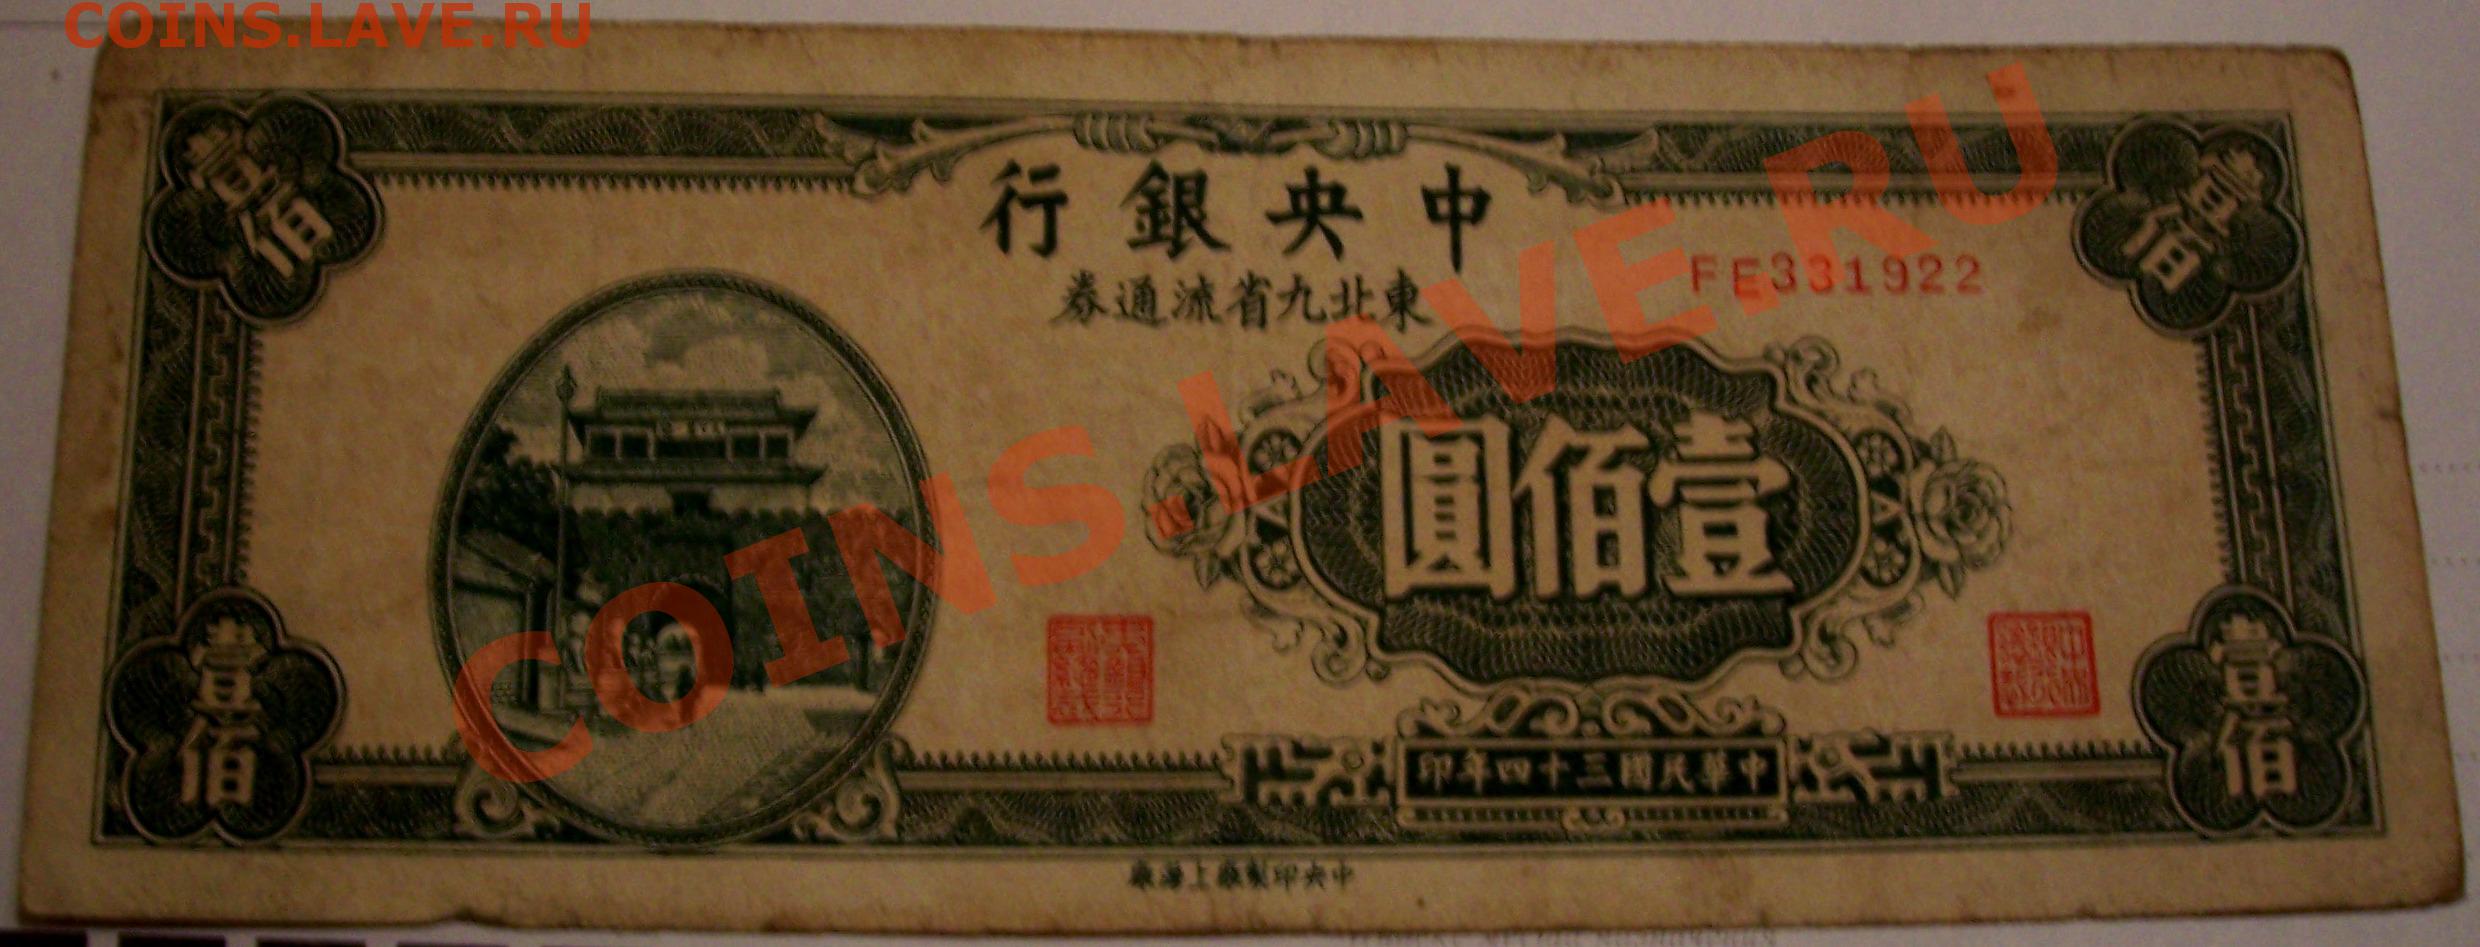 COINS.LAVE.RU
中央銀行
東北九省流通券
FE331922
壹佰
壹佰
壹佰圓
COINS.LAVE.RU
壹佰
壹佰
中華民國三十四年印
中央印製廠上海廠